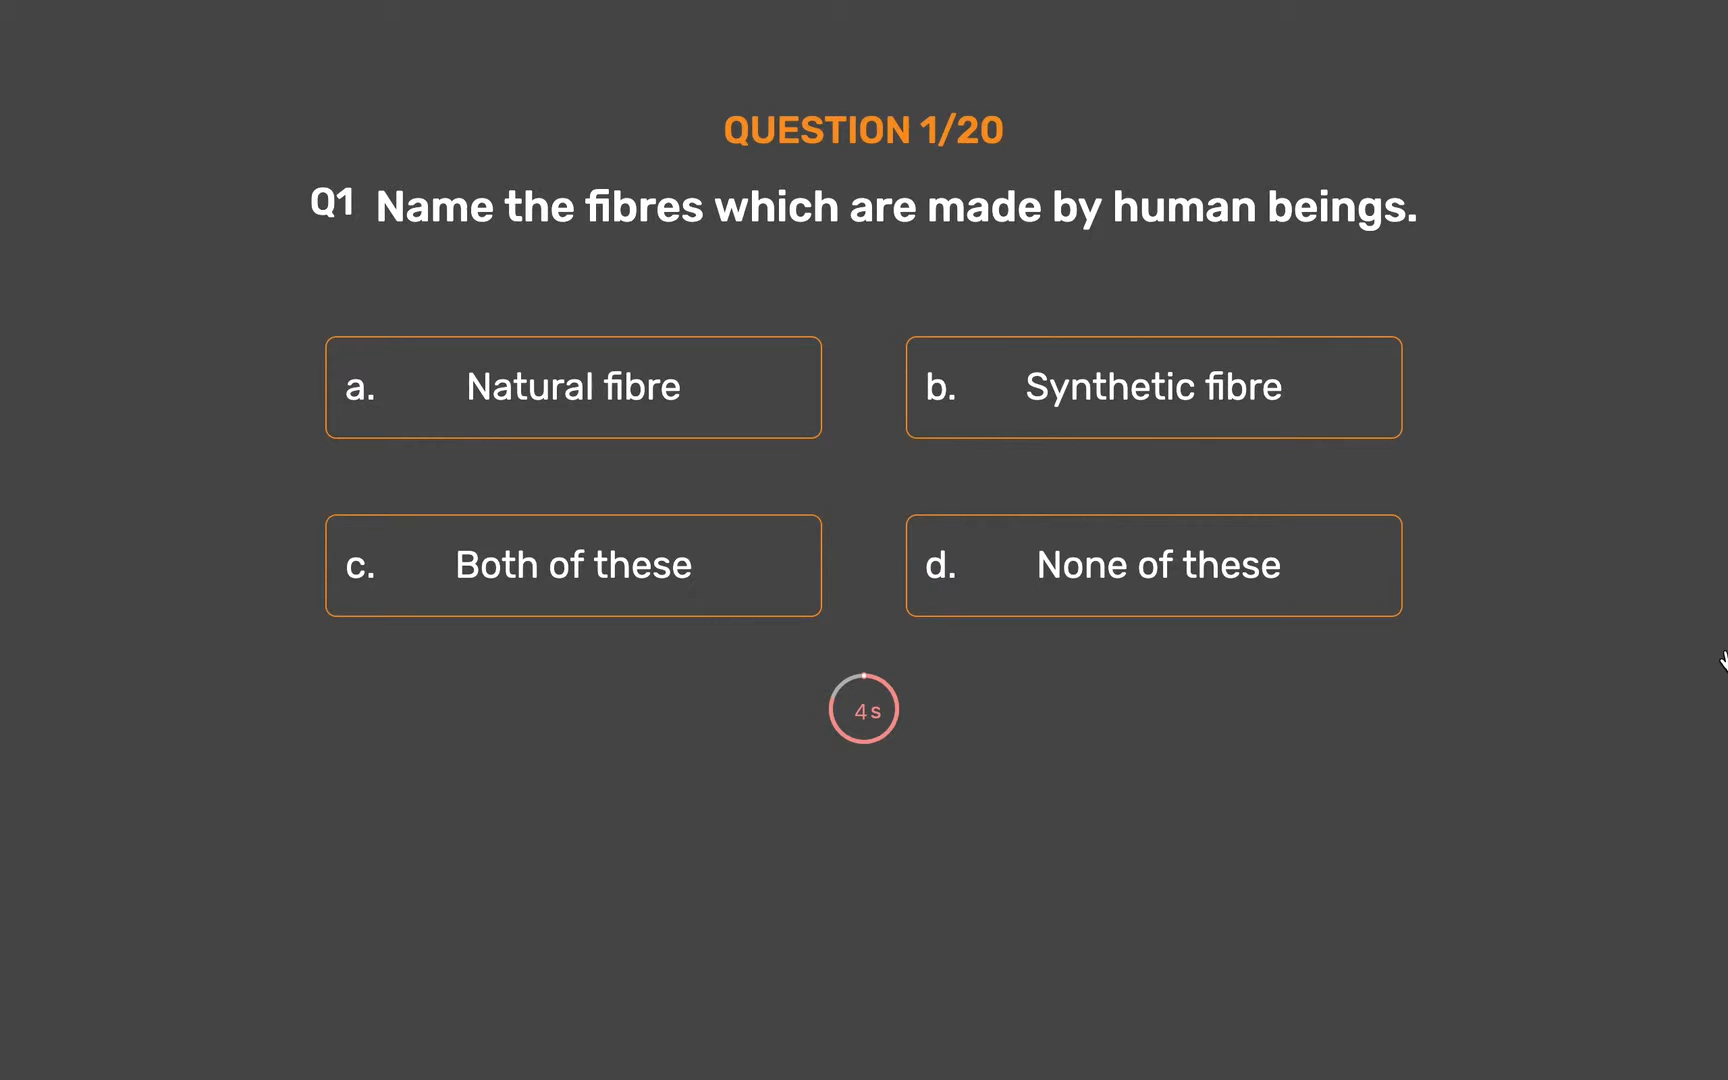 QUESTION 1/20
Q1 Name the fibres which are made by human beings.
a. Natural fibre
b. Synthetic fibre
c. Both of these
d. None of these
4 s